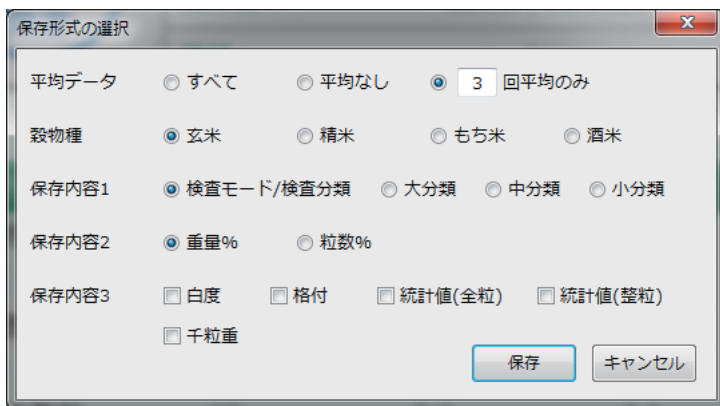 保存形式の選択
平均データ すべて 平均なし 3 回平均のみ
穀物種 玄米 精米 もち米 酒米
保存内容1 検査モード/検査分類 大分類 中分類 小分類
保存内容2 重量% 粒数%
保存内容3 白度 格付 統計値(全粒) 統計値(整粒)
千粒重
保存 キャンセル